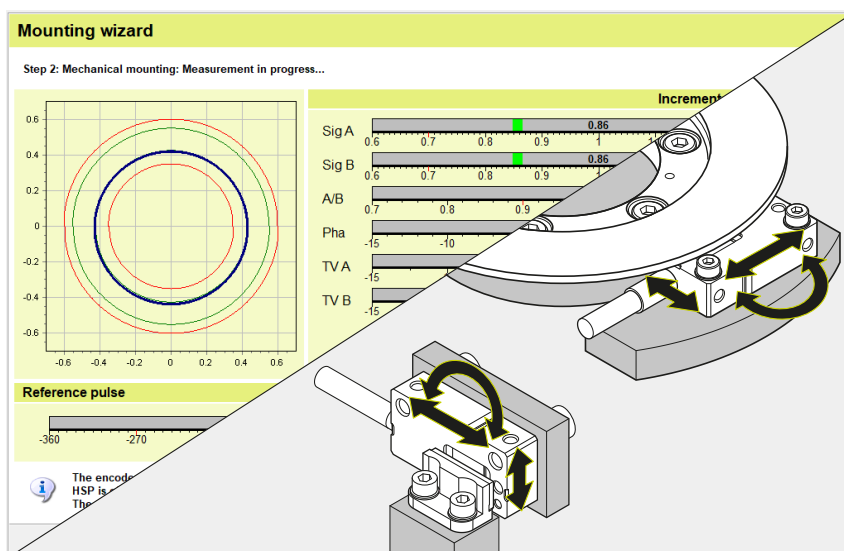 Mounting wizard
Step 2: Mechanical mounting: Measurement in progress...
Increment
Sig A
0.86
0.6 0.7 0.8 0.9 1
Sig B
0.86
0.6 0.7 0.8 0.9 1
A/B
0.7 0.8 0.9
Pha
-15 -10
TV A
-15
TV B
-15
0.6
0.4
0.2
0
-0.2
-0.4
-0.6
-0.6 -0.4 -0.2 0 0.2 0.4 0.6
Reference pulse
-360 -270
The encode
HSP is
The